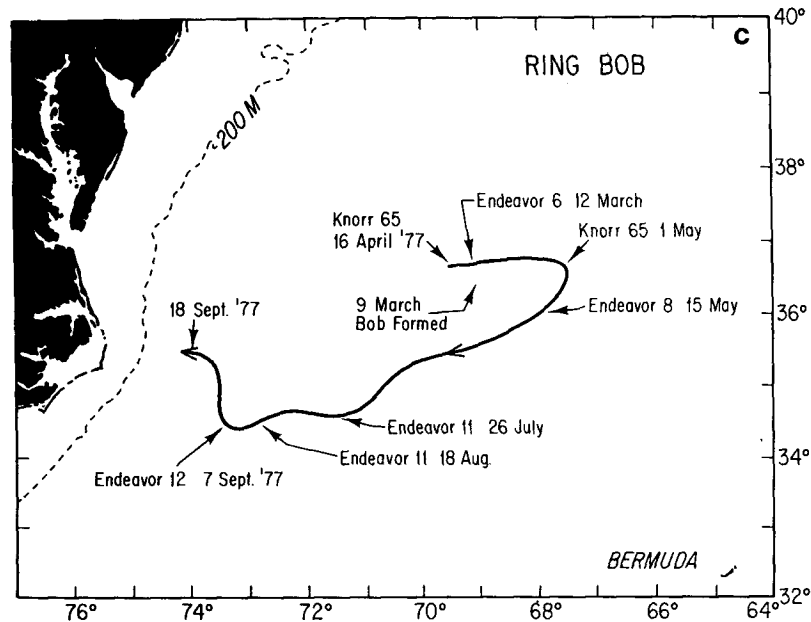 40°
C
RING BOB
~200 M
38°
Endeavor 6 12 March
Knorr 65
16 April '77
Knorr 65 1 May
9 March
Bob Formed
Endeavor 8 15 May
36°
18 Sept. '77
Endeavor 11 26 July
Endeavor 11 18 Aug.
34°
Endeavor 12 7 Sept. '77
BERMUDA
32°
76°
74°
72°
70°
68°
66°
64°